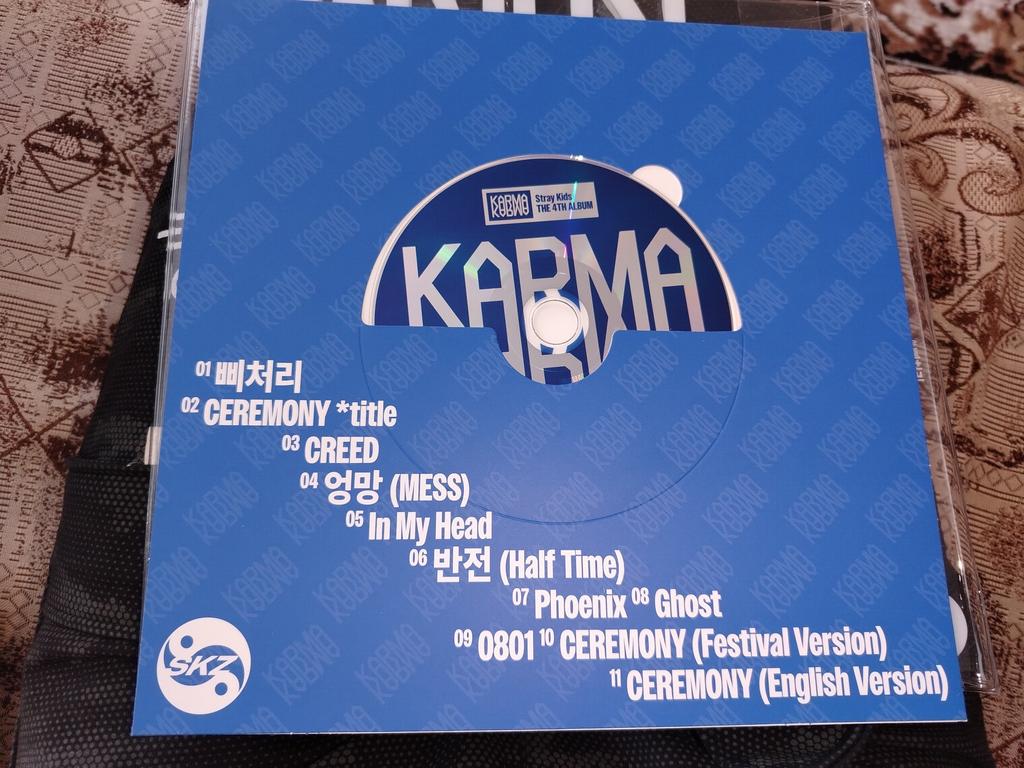 KARMA
Stray Kids
THE 4TH ALBUM
KARMA
01 삐처리
02 CEREMONY *title
03 CREED
04 엉망 (MESS)
05 In My Head
06 반전 (Half Time)
07 Phoenix 08 Ghost
09 0801 10 CEREMONY (Festival Version)
11 CEREMONY (English Version)
SKZ